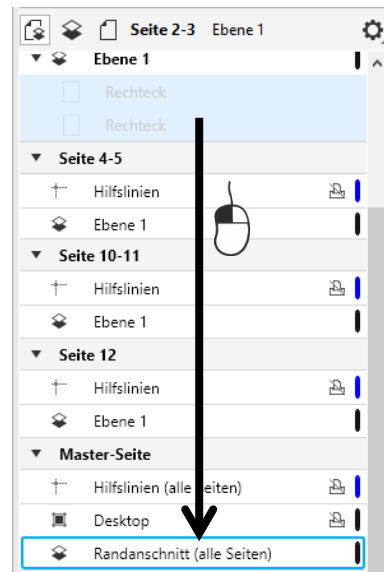 Seite 2-3 Ebene 1
Ebene 1
Rechteck
Rechteck
Seite 4-5
Hilfslinien
Ebene 1
Seite 10-11
Hilfslinien
Ebene 1
Seite 12
Hilfslinien
Ebene 1
Master-Seite
Hilfslinien (alle Seiten)
Desktop
Randanschnitt (alle Seiten)